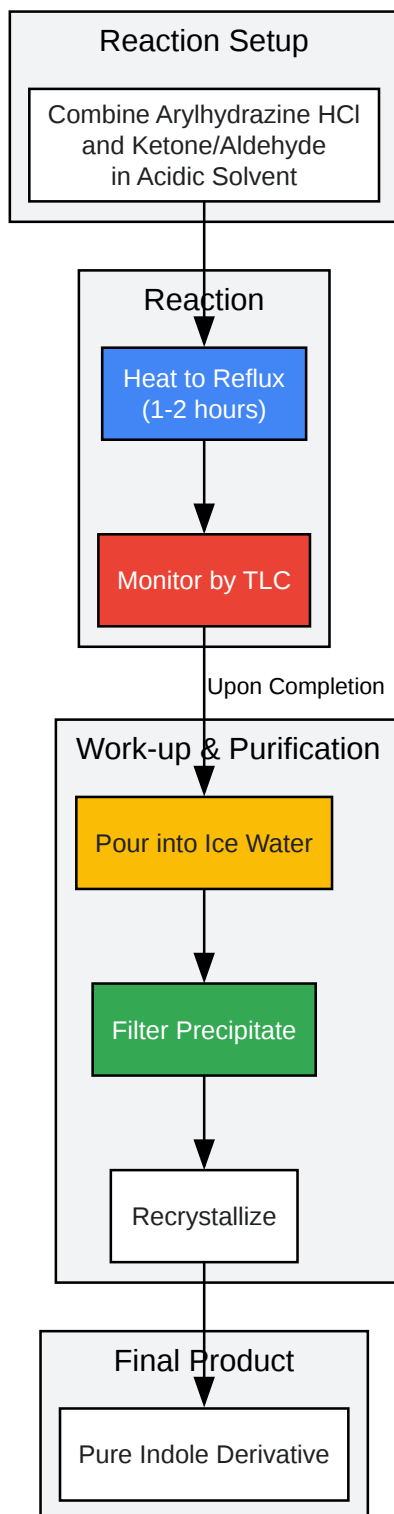 Reaction Setup
Combine Arylhydrazine HCl
and Ketone/Aldehyde
in Acidic Solvent
Reaction
Heat to Reflux
(1-2 hours)
Monitor by TLC
Upon Completion
Work-up & Purification
Pour into Ice Water
Filter Precipitate
Recrystallize
Final Product
Pure Indole Derivative